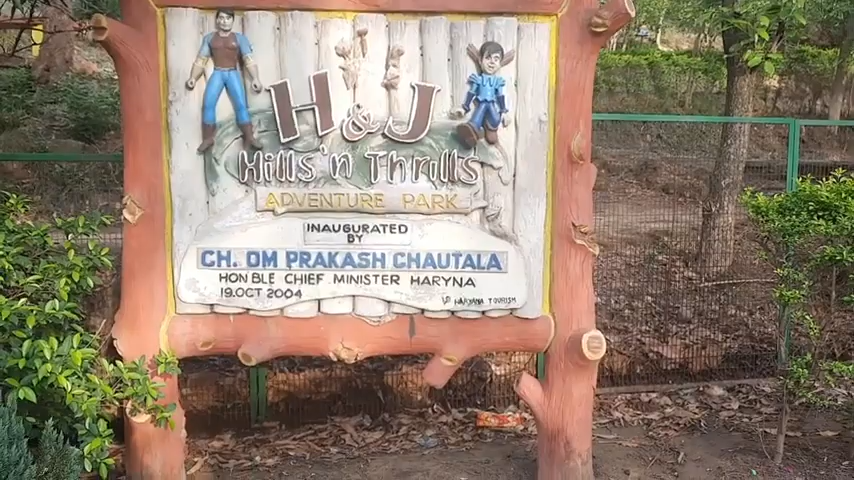 H&J
Hills 'n Thrills
ADVENTURE PARK
INAUGURATED
BY
CH. OM PRAKASH CHAUTALA
HON'BLE CHIEF MINISTER HARYNA
19.OCT 2004
HARYANA TOURISM